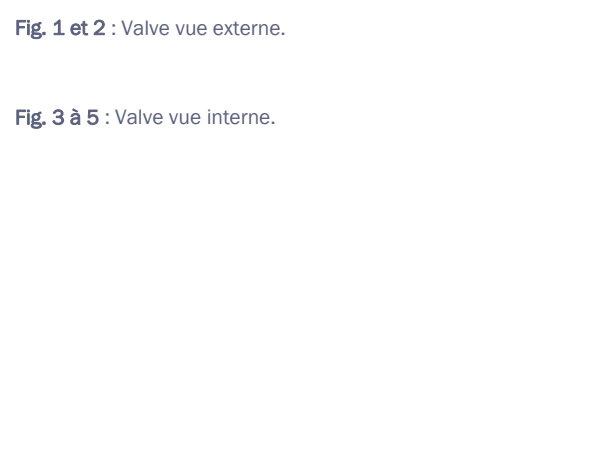 Fig. 1 et 2 : Valve vue externe.
Fig. 3 à 5 : Valve vue interne.